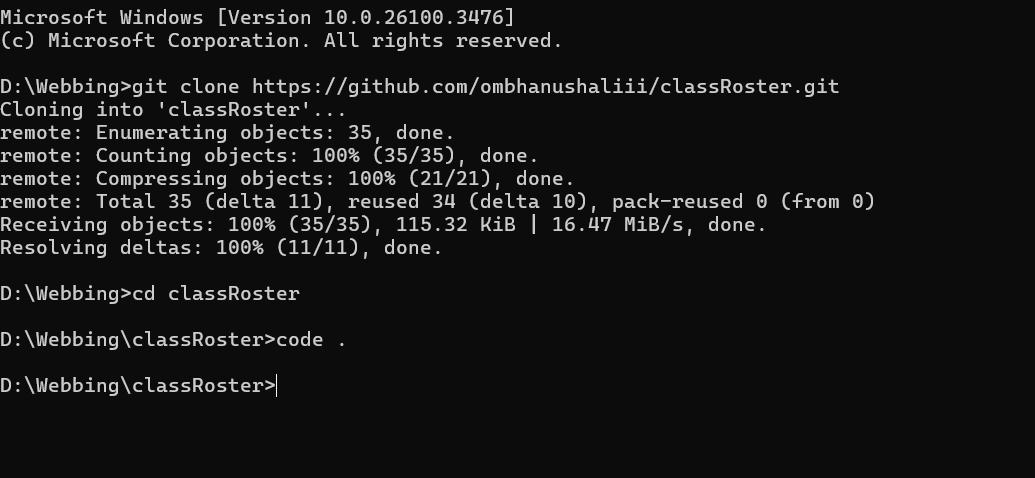 Microsoft Windows [Version 10.0.26100.3476]
(c) Microsoft Corporation. All rights reserved.
D:\Webbing>git clone https://github.com/ombhanushaliii/classRoster.git
Cloning into 'classRoster'...
remote: Enumerating objects: 35, done.
remote: Counting objects: 100% (35/35), done.
remote: Compressing objects: 100% (21/21), done.
remote: Total 35 (delta 11), reused 34 (delta 10), pack-reused 0 (from 0)
Receiving objects: 100% (35/35), 115.32 KiB | 16.47 MiB/s, done.
Resolving deltas: 100% (11/11), done.
D:\Webbing>cd classRoster
D:\Webbing\classRoster>code .
D:\Webbing\classRoster>